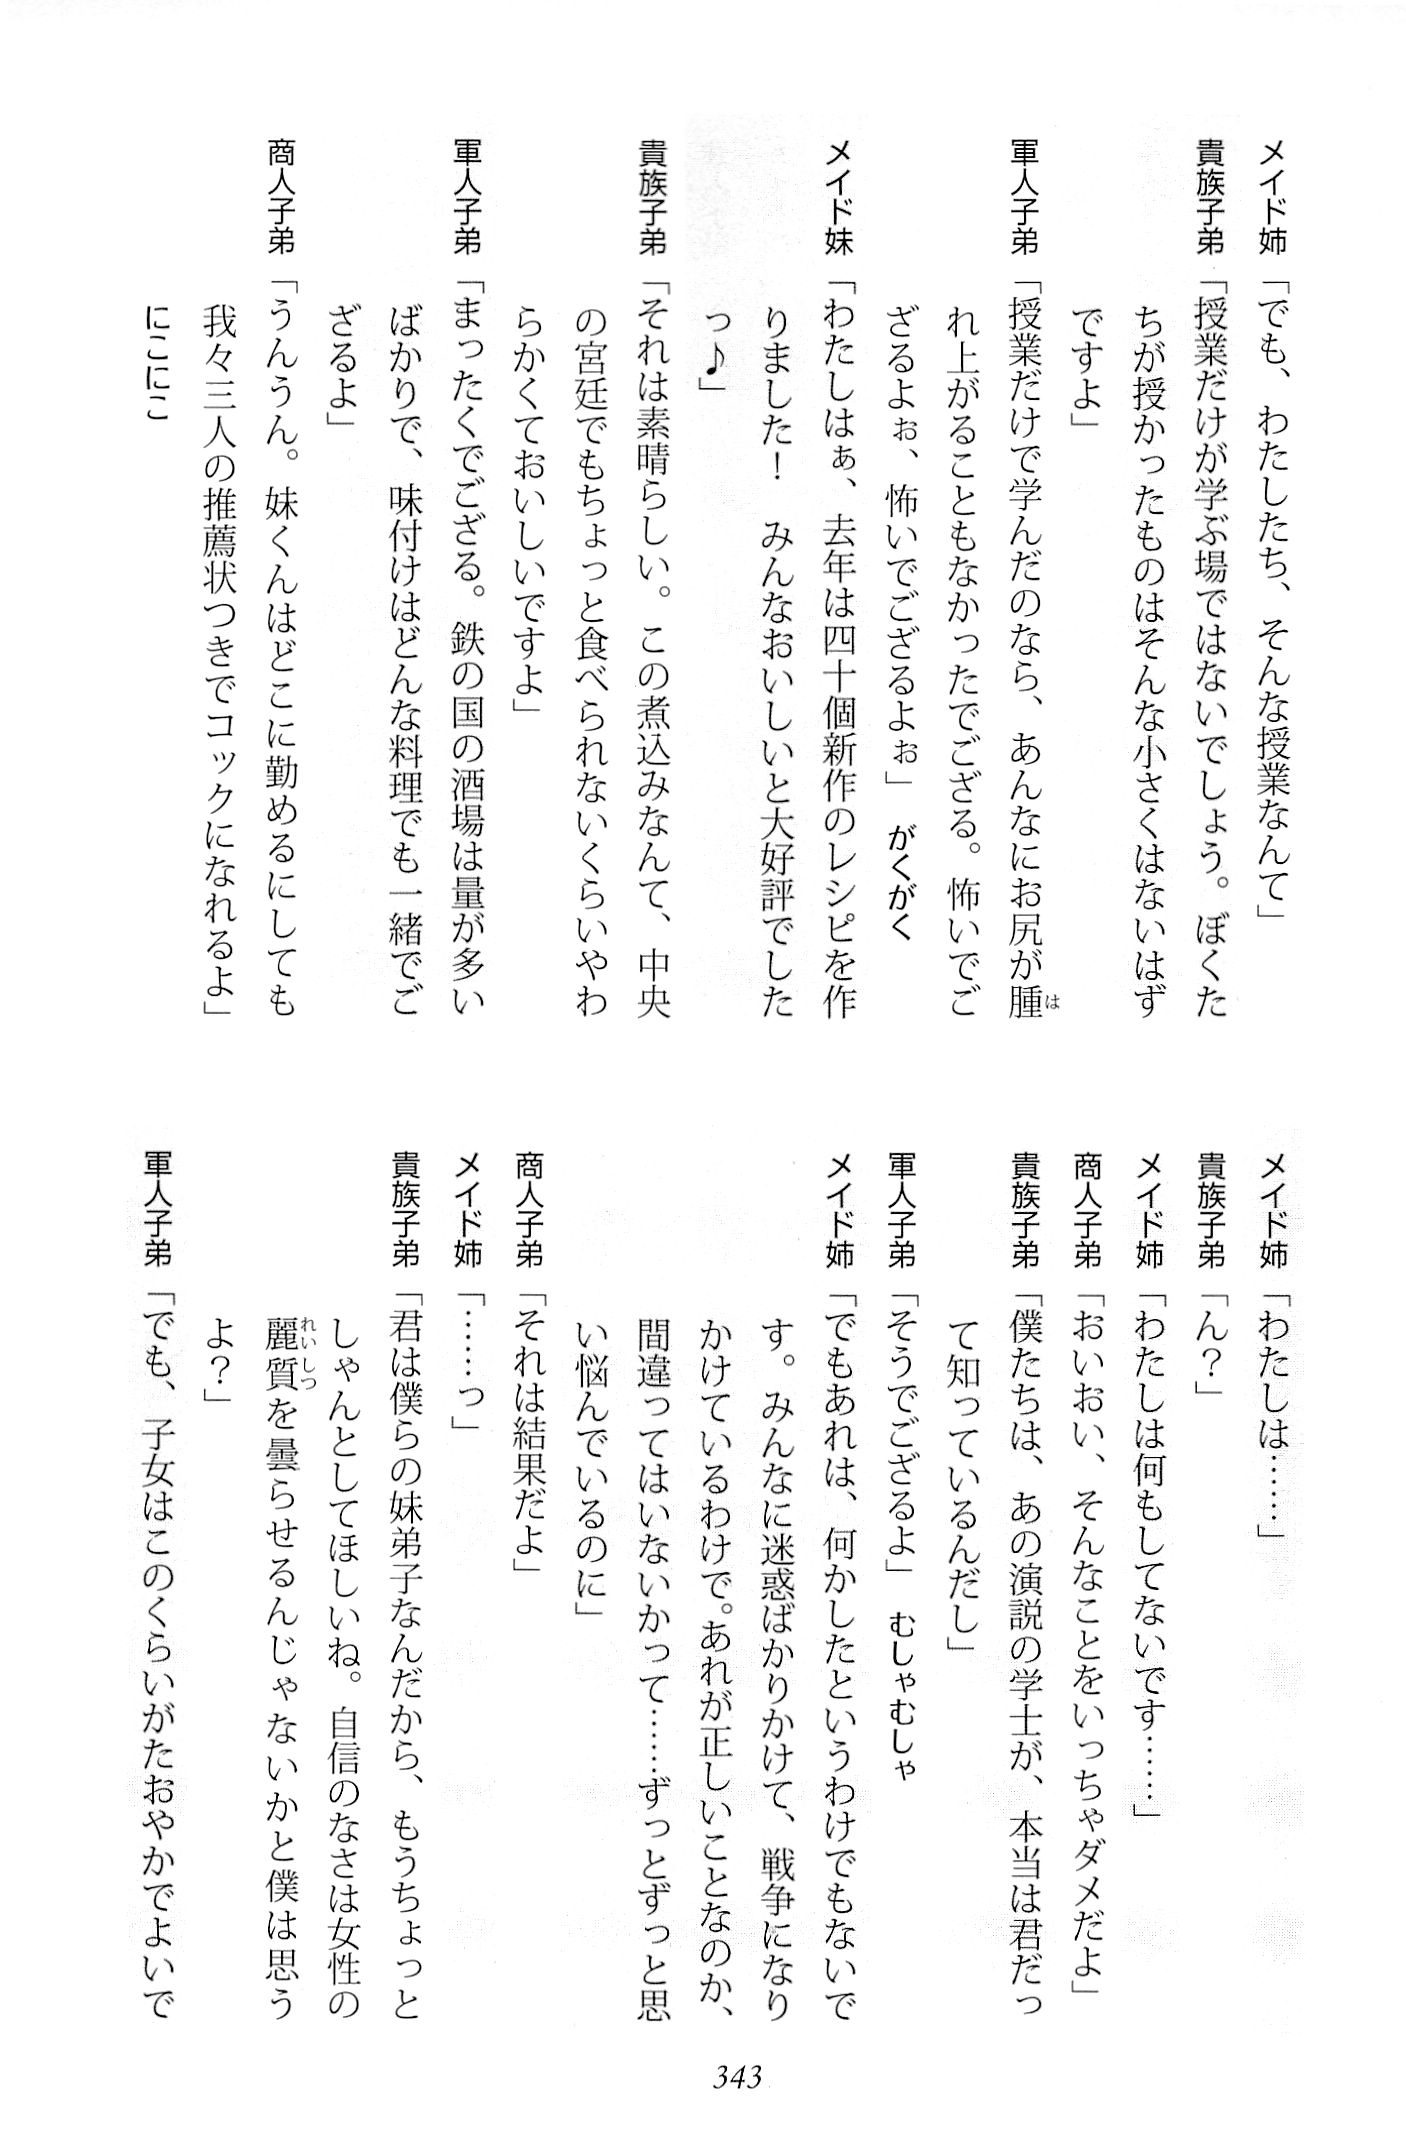 メイド姉「でも、わたしたち、そんな授業なんて」
貴族子弟「授業だけが学ぶ場ではないでしょう。ぼくた
ちが授かったものはそんな小さくはないはず
ですよ」
軍人子弟「授業だけで学んだのなら、あんなにお尻が腫は
れ上がることもなかったでござる。怖いでご
ざるよぉ、怖いでござるよぉ」　がくがく
メイド妹「わたしはぁ、去年は四十個新作のレシピを作
りました！　みんなおいしいと大好評でした
っ♪」
貴族子弟「それは素晴らしい。この煮込みなんて、中央
の宮廷でもちょっと食べられないくらいやわ
らかくておいしいですよ」
軍人子弟「まったくでござる。鉄の国の酒場は量が多い
ばかりで、味付けはどんな料理でも一緒でご
ざるよ」
商人子弟「うんうん。妹くんはどこに勤めるにしても
我々三人の推薦状つきでコックになれるよ」
にこにこ
メイド姉「わたしは……」
貴族子弟「ん？」
メイド姉「わたしは何もしてないです……」
商人子弟「おいおい、そんなことをいっちゃダメだよ」
貴族子弟「僕たちは、あの演説の学士が、本当は君だっ
て知っているんだし」
軍人子弟「そうでござるよ」　むしゃむしゃ
メイド姉「でもあれは、何かしたというわけでもないで
す。みんなに迷惑ばかりかけて、戦争になり
かけているわけで。あれが正しいことなのか、
間違ってはいないかって……ずっとずっと思
い悩んでいるのに」
商人子弟「それは結果だよ」
メイド姉「……っ」
貴族子弟「君は僕らの妹弟子なんだから、もうちょっと
しゃんとしてほしいね。自信のなさは女性の
麗質れいしつを曇らせるんじゃないかと僕は思う
よ？」
軍人子弟「でも、子女はこのくらいがたおやかでよいで
343